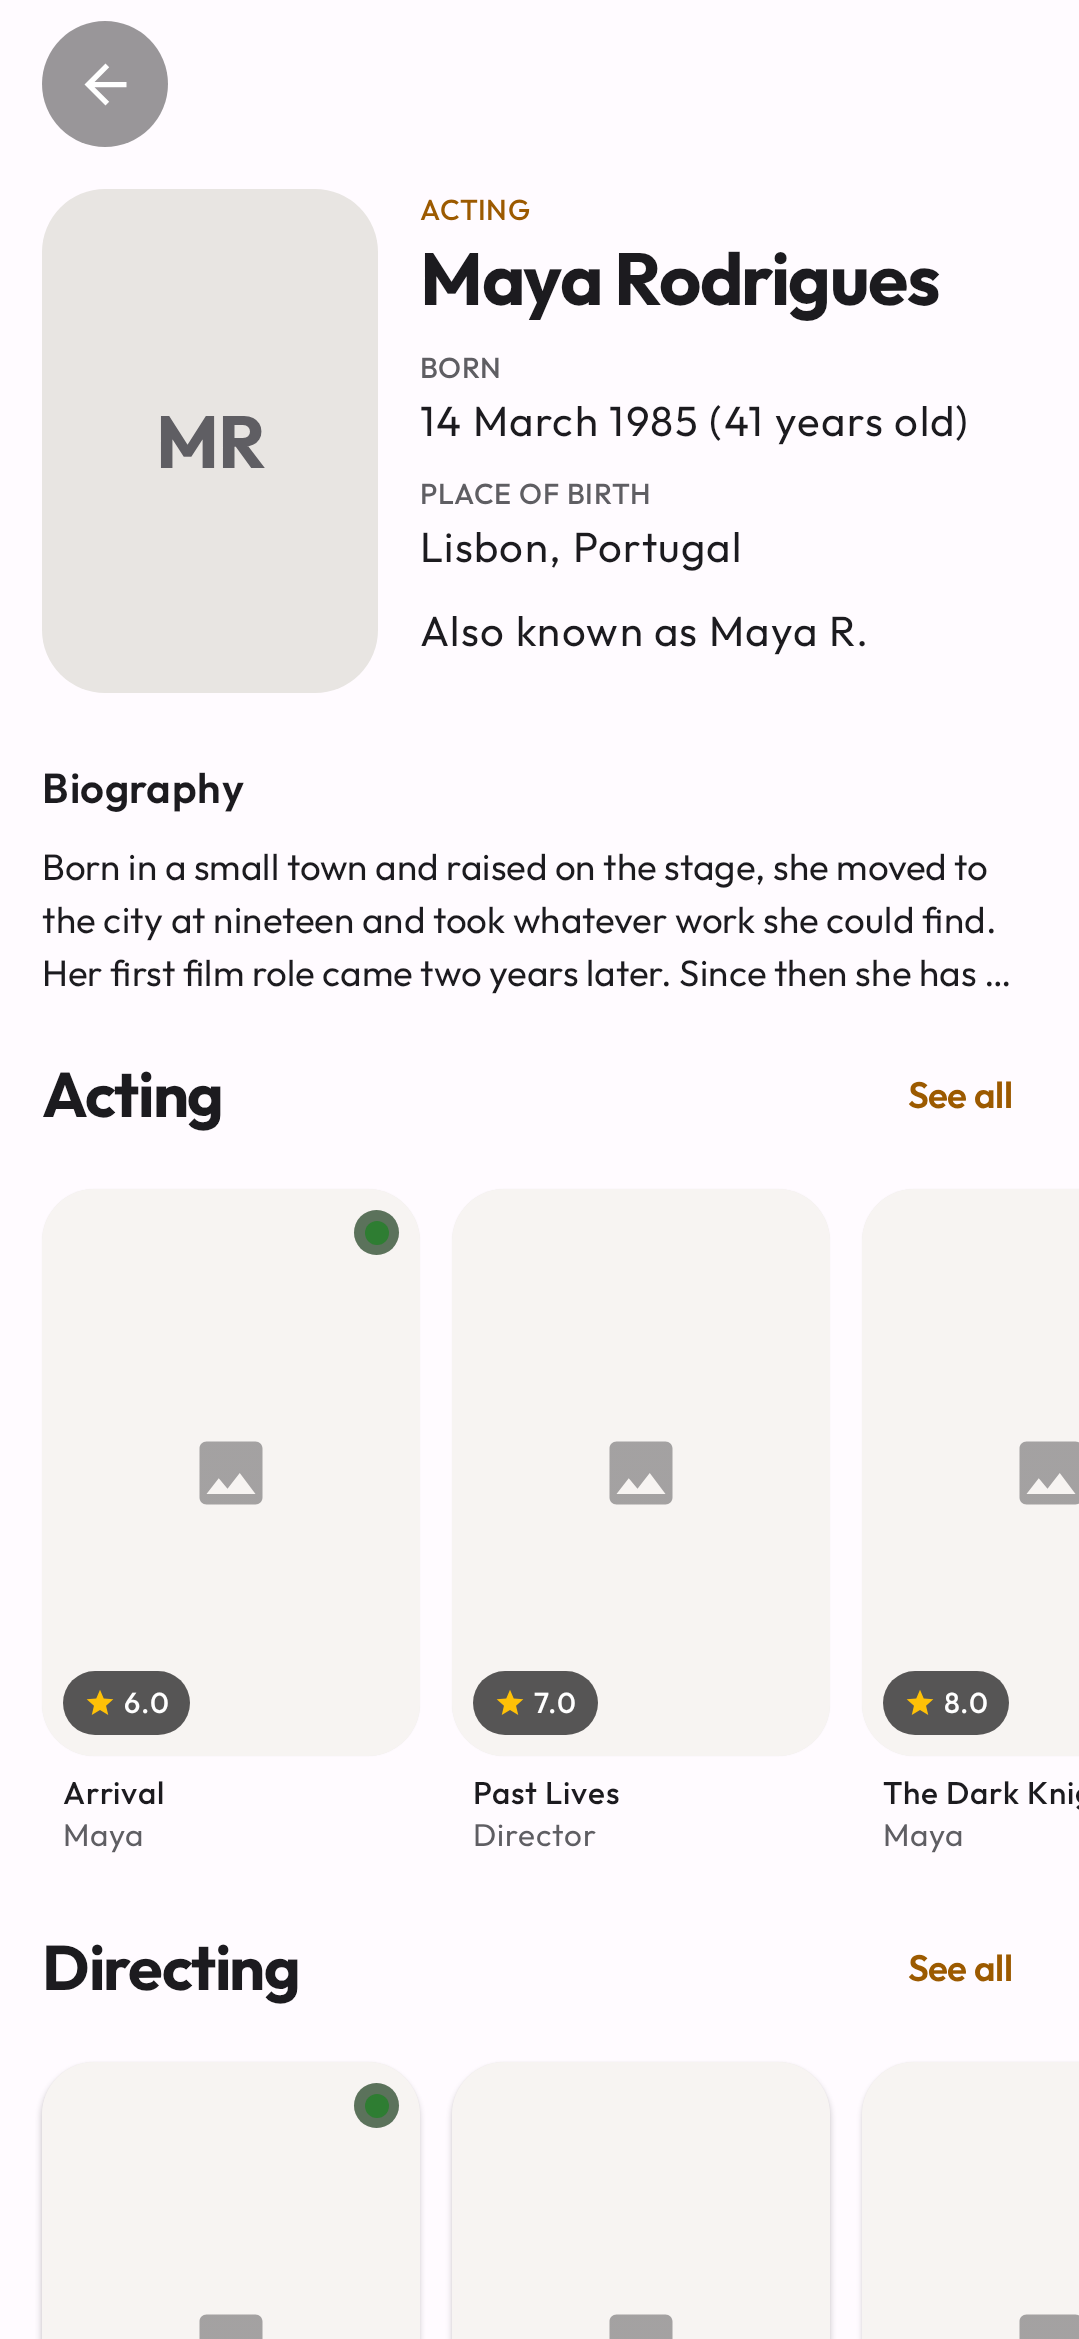 ACTING
Maya Rodrigues
MR
BORN
14 March 1985 (41 years old)
PLACE OF BIRTH
Lisbon, Portugal
Also known as Maya R.
Biography
Born in a small town and raised on the stage, she moved to
the city at nineteen and took whatever work she could find.
Her first film role came two years later. Since then she has ...
Acting
See all
6.0
7.0
8.0
Arrival
Maya
Past Lives
Director
The Dark
Maya
Directing
See all